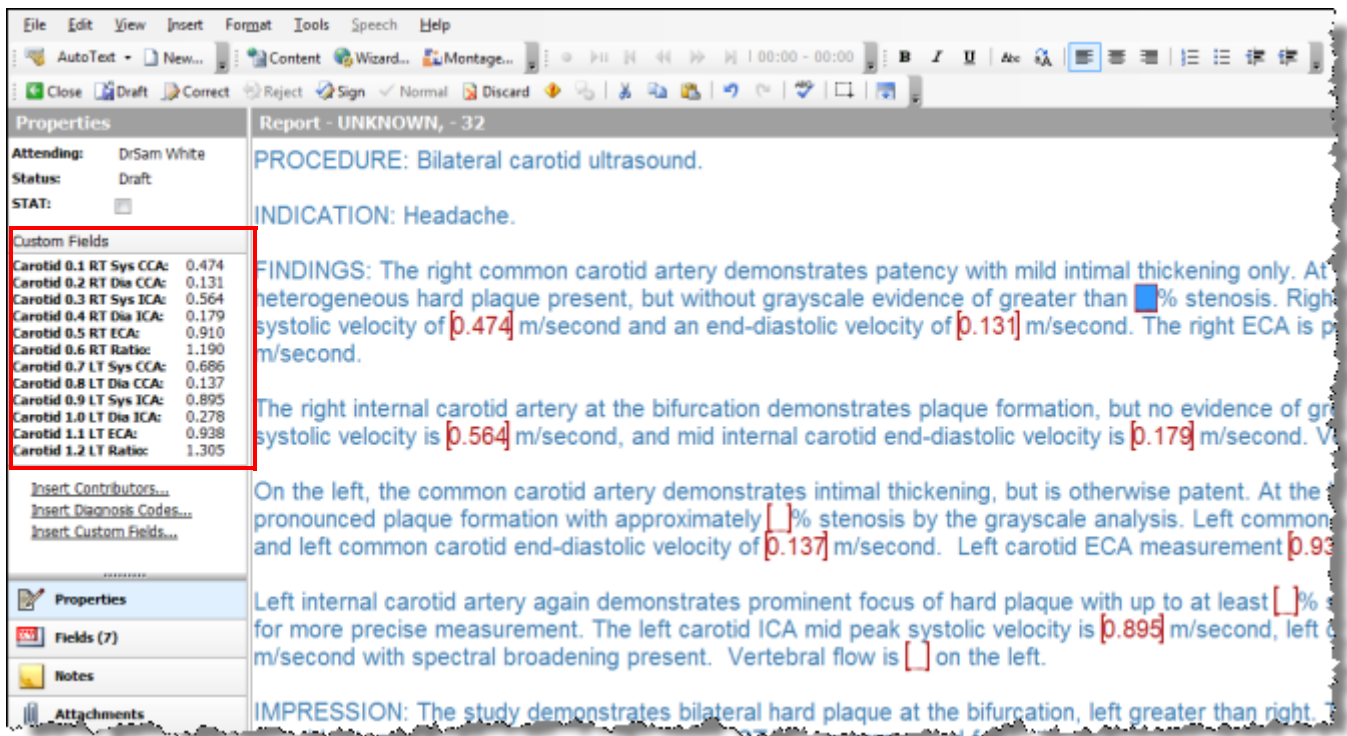 File Edit View Insert Format Tools Speech Help
AutoText New... Content Wizard... Montage... 00:00 - 00:00 B I U Abc
Close Draft Correct Reject Sign Normal Discard
Properties
Report - UNKNOWN, - 32
Attending: DrSam White
Status: Draft
STAT:
Custom Fields
Carotid 0.1 RT Sys CCA: 0.474
Carotid 0.2 RT Dia CCA: 0.131
Carotid 0.3 RT Sys ICA: 0.564
Carotid 0.4 RT Dia ICA: 0.179
Carotid 0.5 RT ECA: 0.910
Carotid 0.6 RT Ratio: 1.190
Carotid 0.7 LT Sys CCA: 0.686
Carotid 0.8 LT Dia CCA: 0.137
Carotid 0.9 LT Sys ICA: 0.895
Carotid 1.0 LT Dia ICA: 0.278
Carotid 1.1 LT ECA: 0.938
Carotid 1.2 LT Ratio: 1.305
Insert Contributors...
Insert Diagnosis Codes...
Insert Custom Fields...
Properties
Fields (7)
Notes
Attachments
PROCEDURE: Bilateral carotid ultrasound.
INDICATION: Headache.
FINDINGS: The right common carotid artery demonstrates patency with mild intimal thickening only. At
heterogeneous hard plaque present, but without grayscale evidence of greater than % stenosis. Righ
systolic velocity of [0.474] m/second and an end-diastolic velocity of [0.131] m/second. The right ECA is p
m/second.
The right internal carotid artery at the bifurcation demonstrates plaque formation, but no evidence of gr
systolic velocity is [0.564] m/second, and mid internal carotid end-diastolic velocity is [0.179] m/second. V
On the left, the common carotid artery demonstrates intimal thickening, but is otherwise patent. At the
pronounced plaque formation with approximately [ ]% stenosis by the grayscale analysis. Left common
and left common carotid end-diastolic velocity of [0.137] m/second. Left carotid ECA measurement [0.93
Left internal carotid artery again demonstrates prominent focus of hard plaque with up to at least [ ]%
for more precise measurement. The left carotid ICA mid peak systolic velocity is [0.895] m/second, left
m/second with spectral broadening present. Vertebral flow is [ ] on the left.
IMPRESSION: The study demonstrates bilateral hard plaque at the bifurcation, left greater than right.